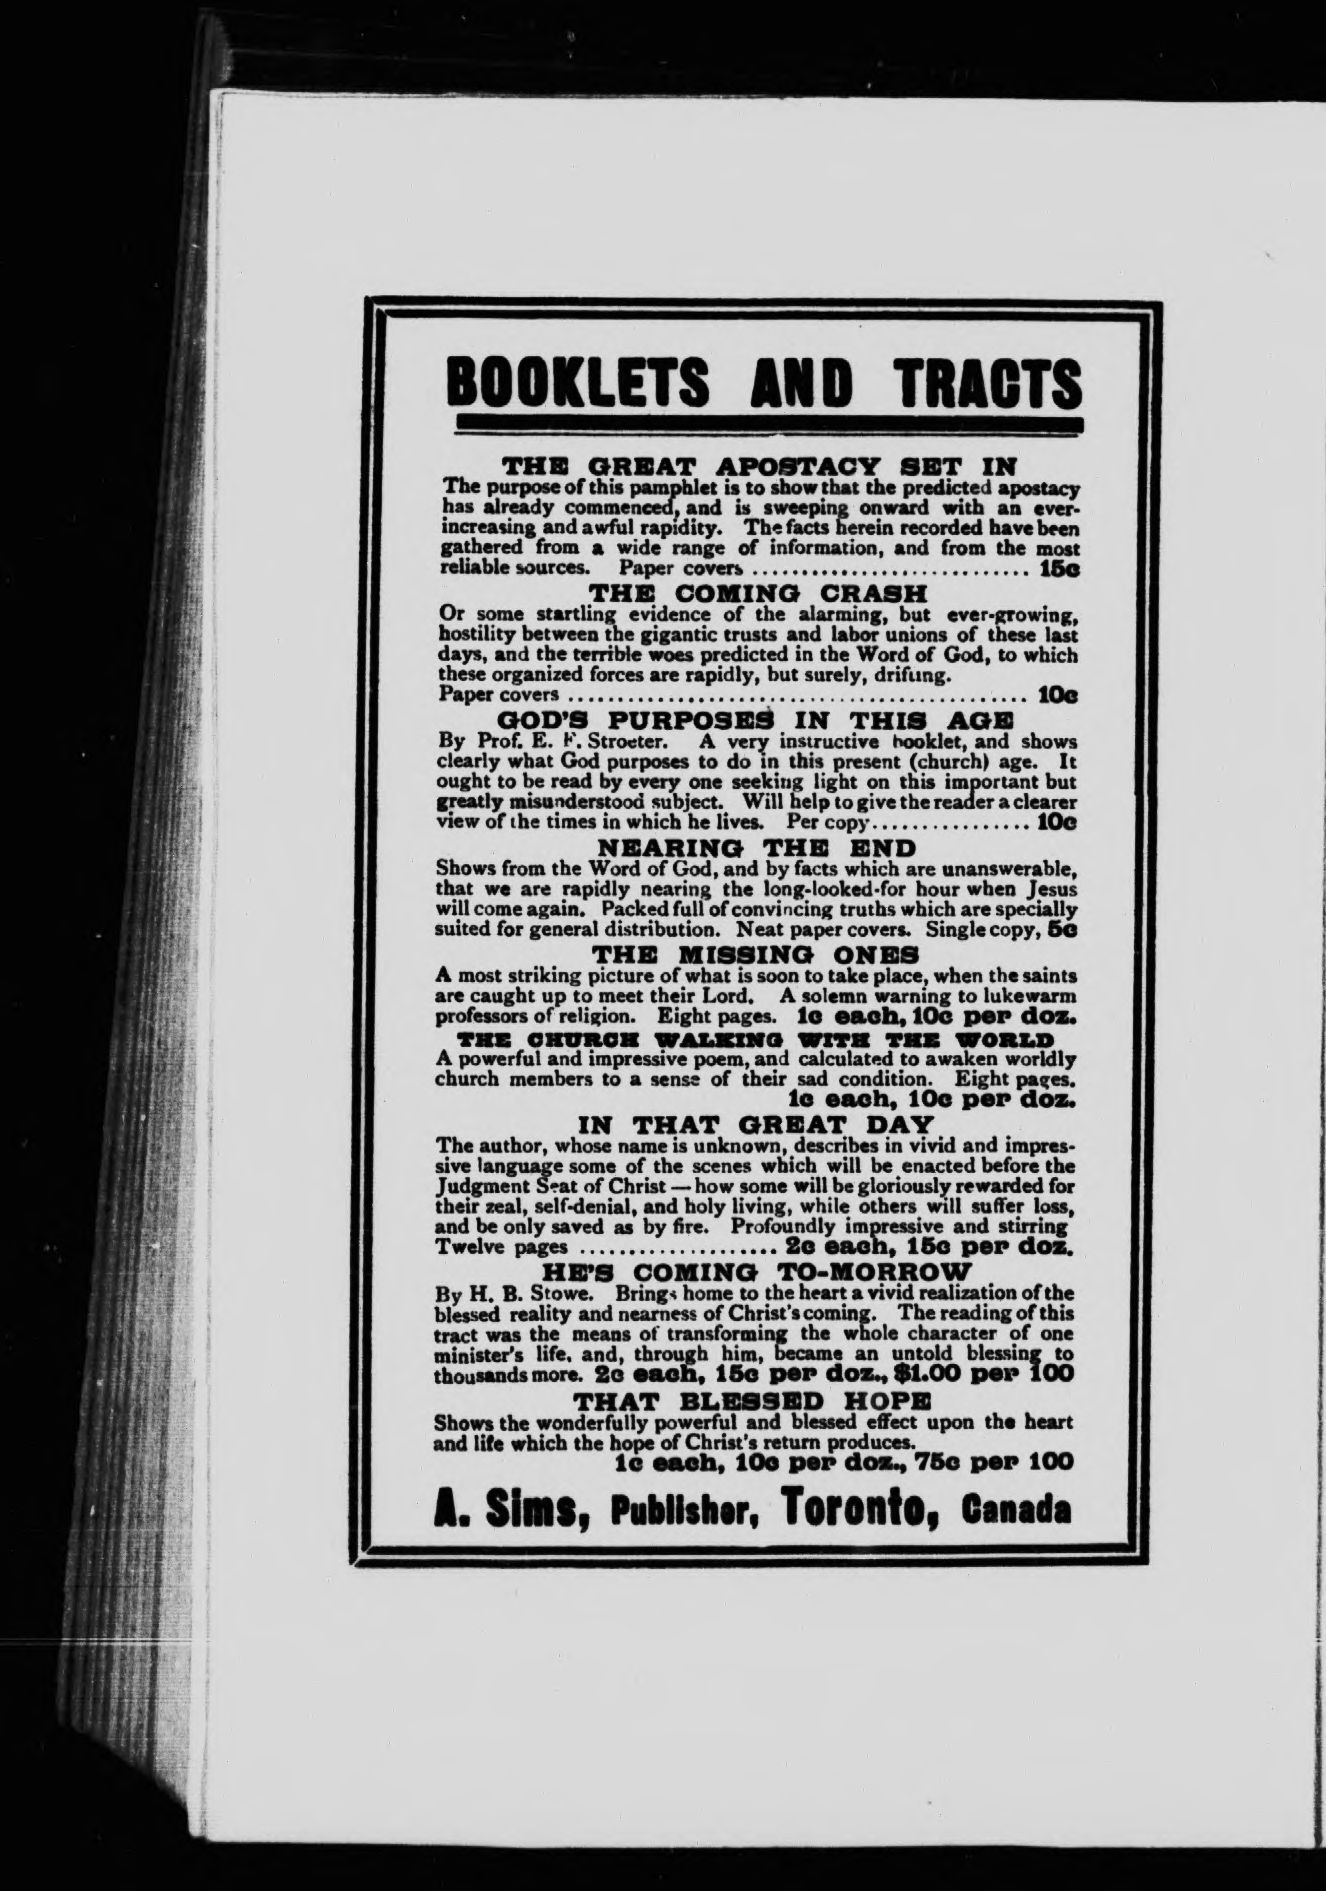 BOOKLETS AND TRACTS
THE GREAT APOSTACY SET IN
The purpose of this pamphlet is to show that the predicted apostacy
has already commenced, and is sweeping onward with an ever-
increasing and awful rapidity. The facts herein recorded have been
gathered from a wide range of information, and from the most
reliable sources. Paper covers ............................ 15c
THE COMING CRASH
Or some startling evidence of the alarming, but ever-growing,
hostility between the gigantic trusts and labor unions of these last
days, and the terrible woes predicted in the Word of God, to which
these organized forces are rapidly, but surely, drifting.
Paper covers .............................................. 10c
GOD'S PURPOSES IN THIS AGE
By Prof. E. F. Stroeter. A very instructive booklet, and shows
clearly what God purposes to do in this present (church) age. It
ought to be read by every one seeking light on this important but
greatly misunderstood subject. Will help to give the reader a clearer
view of the times in which he lives. Per copy................ 10c
NEARING THE END
Shows from the Word of God, and by facts which are unanswerable,
that we are rapidly nearing the long-looked-for hour when Jesus
will come again. Packed full of convincing truths which are specially
suited for general distribution. Neat paper covers. Single copy, 5c
THE MISSING ONES
A most striking picture of what is soon to take place, when the saints
are caught up to meet their Lord. A solemn warning to lukewarm
professors of religion. Eight pages. 1c each, 10c per doz.
THE CHURCH WALKING WITH THE WORLD
A powerful and impressive poem, and calculated to awaken worldly
church members to a sense of their sad condition. Eight pages.
1c each, 10c per doz.
IN THAT GREAT DAY
The author, whose name is unknown, describes in vivid and impres-
sive language some of the scenes which will be enacted before the
Judgment Seat of Christ — how some will be gloriously rewarded for
their zeal, self-denial, and holy living, while others will suffer loss,
and be only saved as by fire. Profoundly impressive and stirring
Twelve pages .................... 2c each, 15c per doz.
HE'S COMING TO-MORROW
By H. B. Stowe. Brings home to the heart a vivid realization of the
blessed reality and nearness of Christ's coming. The reading of this
tract was the means of transforming the whole character of one
minister's life, and, through him, became an untold blessing to
thousands more. 2c each, 15c per doz., $1.00 per 100
THAT BLESSED HOPE
Shows the wonderfully powerful and blessed effect upon the heart
and life which the hope of Christ's return produces.
1c each, 10c per doz., 75c per 100
A. Sims, Publisher, Toronto, Canada